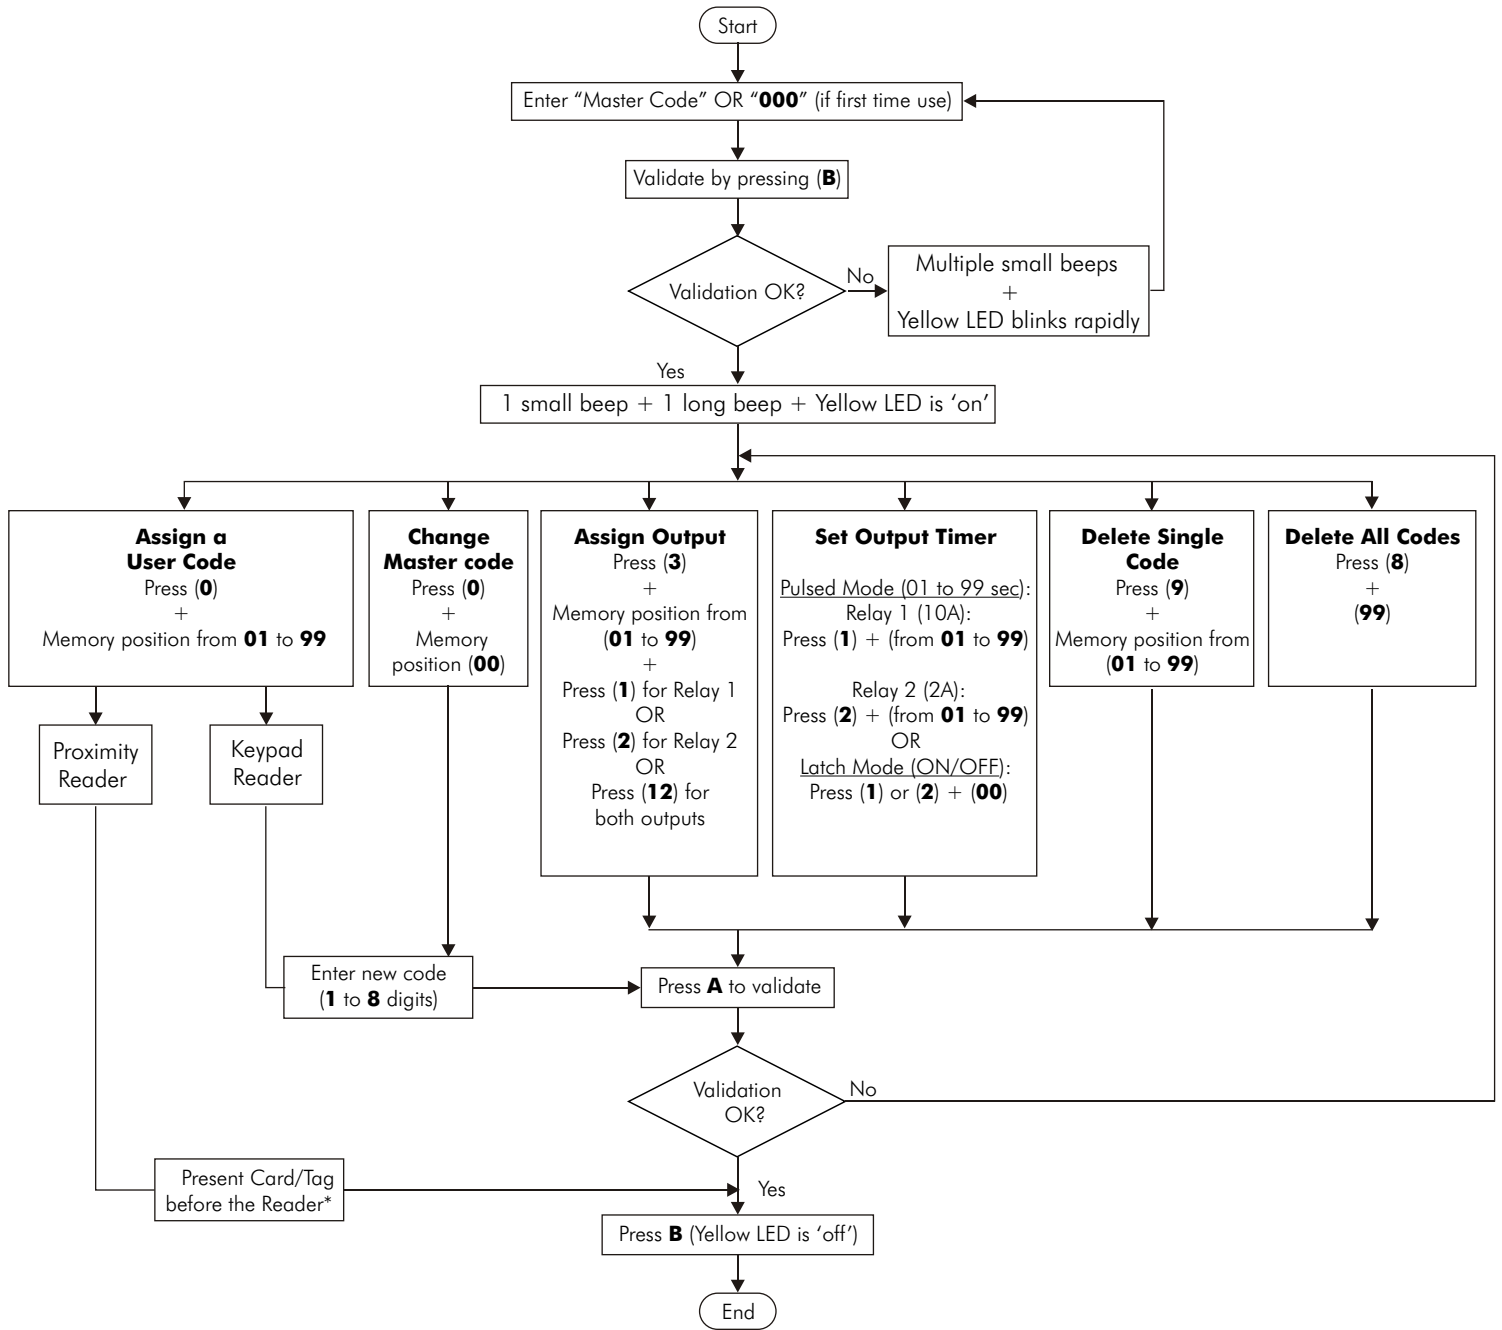 Start
Enter “Master Code” OR “000” (if first time use)
Validate by pressing (B)
Validation OK?
No
Multiple small beeps
+
Yellow LED blinks rapidly
Yes
1 small beep + 1 long beep + Yellow LED is ‘on’
Assign a
User Code
Press (0)
+
Memory position from 01 to 99
Change
Master code
Press (0)
+
Memory
position (00)
Assign Output
Press (3)
+
Memory position from
(01 to 99)
+
Press (1) for Relay 1
OR
Press (2) for Relay 2
OR
Press (12) for
both outputs
Set Output Timer
Pulsed Mode (01 to 99 sec):
Relay 1 (10A):
Press (1) + (from 01 to 99)
Relay 2 (2A):
Press (2) + (from 01 to 99)
OR
Latch Mode (ON/OFF):
Press (1) or (2) + (00)
Delete Single
Code
Press (9)
+
Memory position from
(01 to 99)
Delete All Codes
Press (8)
+
(99)
Proximity
Reader
Keypad
Reader
Enter new code
(1 to 8 digits)
Press A to validate
Validation
OK?
No
Present Card/Tag
before the Reader*
Yes
Press B (Yellow LED is ‘off’)
End